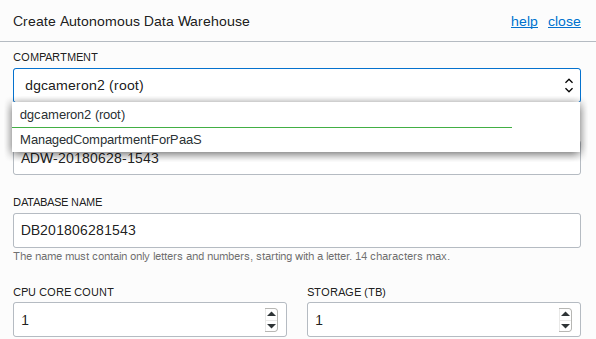 Create Autonomous Data Warehouse help close
COMPARTMENT
dgcameron2 (root)
dgcameron2 (root)
ManagedCompartmentForPaaS
ADW-20180628-1543
DATABASE NAME
DB201806281543
The name must contain only letters and numbers, starting with a letter. 14 characters max.
CPU CORE COUNT STORAGE (TB)
1 1